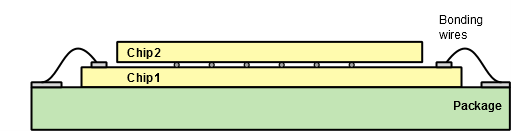 Bonding
wires
Chip2
Chip1
Package